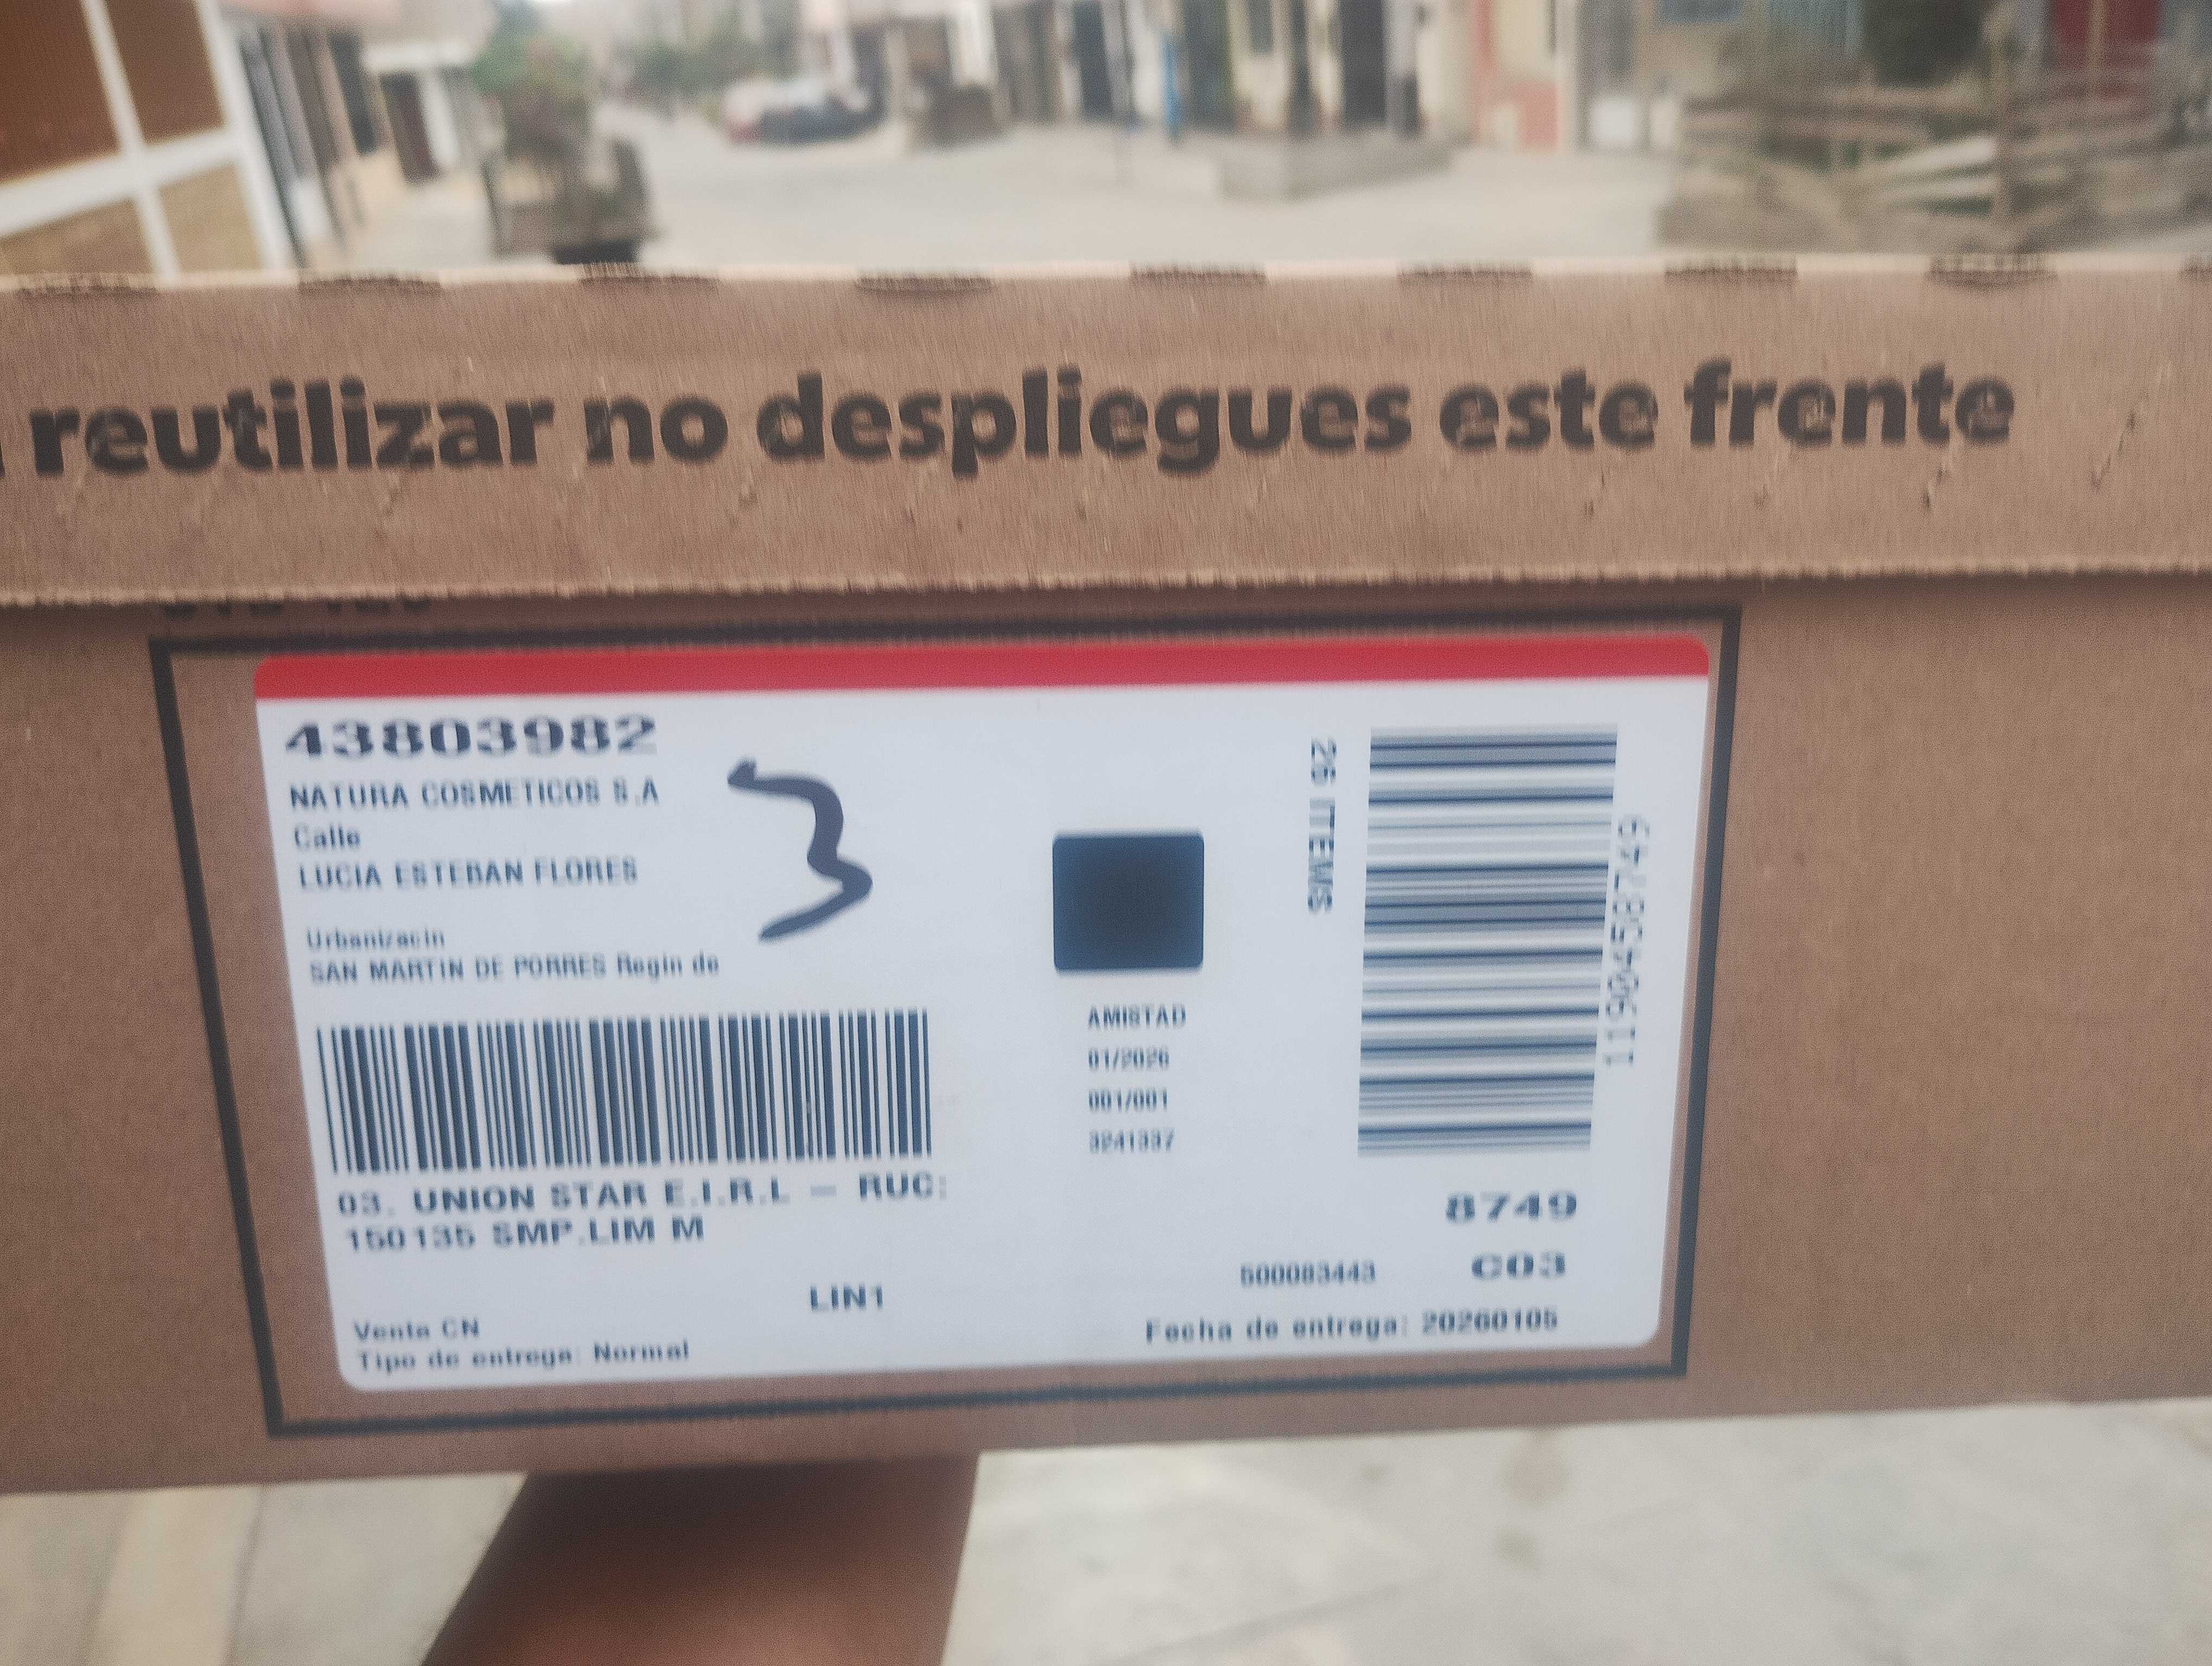 reutilizar no despliegues este frente
43803982
NATURA COSMETICOS S.A
Calle
LUCIA ESTEBAN FLORES
3
Urbanizacin
SAN MARTIN DE PORRES Regin de
26 ITEMS
11904587749
AMISTAD
01/2026
001/001
3241337
03. UNION STAR E.I.R.L – RUC:
150135 SMP.LIM M
8749
C03
500083443
LIN1
Fecha de entrega: 20260105
Venta CN
Tipo de entrega: Normal